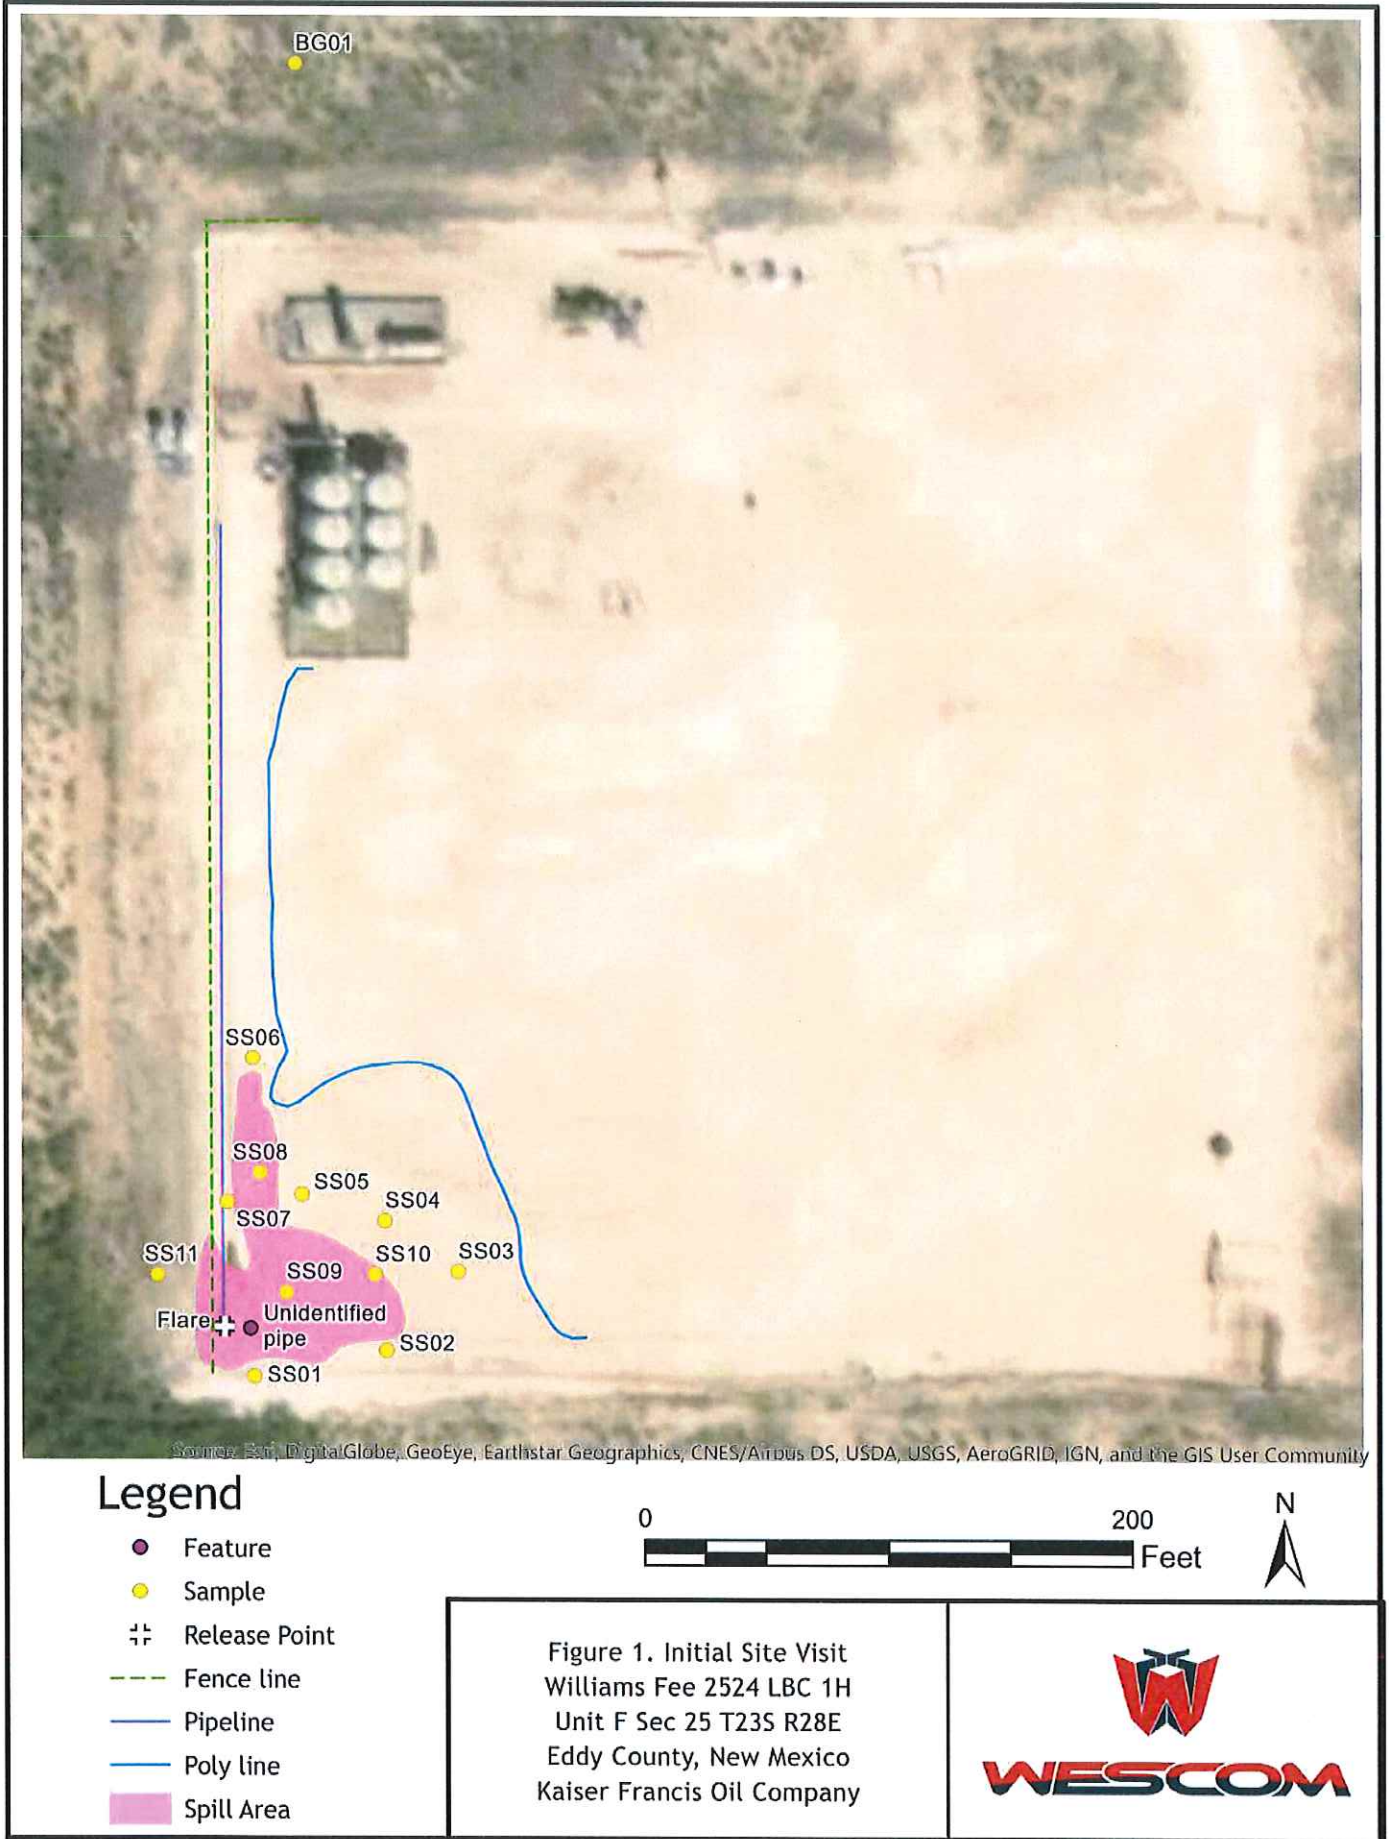 BG01
SS06
SS08
SS05
SS04
SS07
SS11
SS10
SS03
SS09
Flare
Unidentified
pipe
SS02
SS01
Source: Esri, DigitalGlobe, GeoEye, Earthstar Geographics, CNES/Airbus DS, USDA, USGS, AeroGRID, IGN, and the GIS User Community
Legend
Feature
Sample
Release Point
Fence line
Pipeline
Poly line
Spill Area
0
200
Feet
N
Figure 1. Initial Site Visit
Williams Fee 2524 LBC 1H
Unit F Sec 25 T23S R28E
Eddy County, New Mexico
Kaiser Francis Oil Company
WESCOM